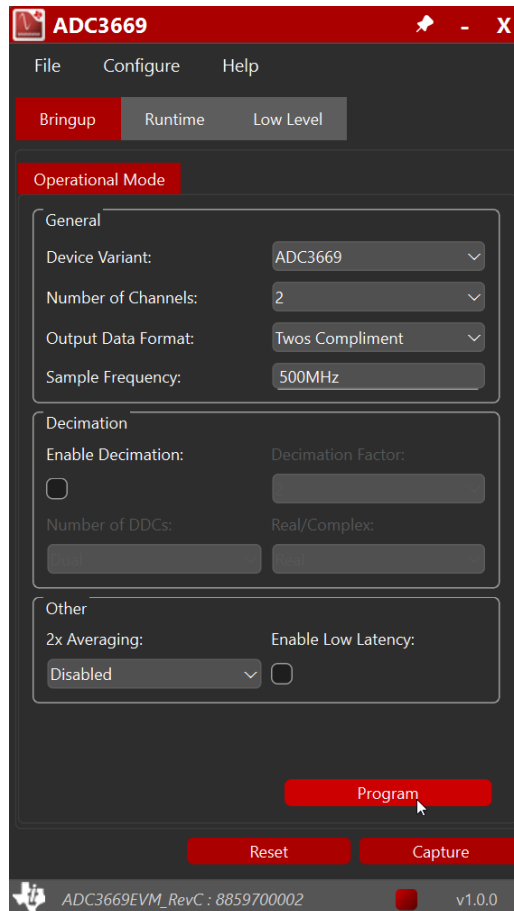 ADC3669 - X
File Configure Help
Bringup Runtime Low Level
Operational Mode
General
Device Variant: ADC3669
Number of Channels: 2
Output Data Format: Twos Compliment
Sample Frequency: 500MHz
Decimation
Enable Decimation: Decimation Factor:
Number of DDCs: Real/Complex:
Dual Real
Other
2x Averaging: Enable Low Latency:
Disabled
Program
Reset Capture
ADC3669EVM_RevC : 8859700002 v1.0.0